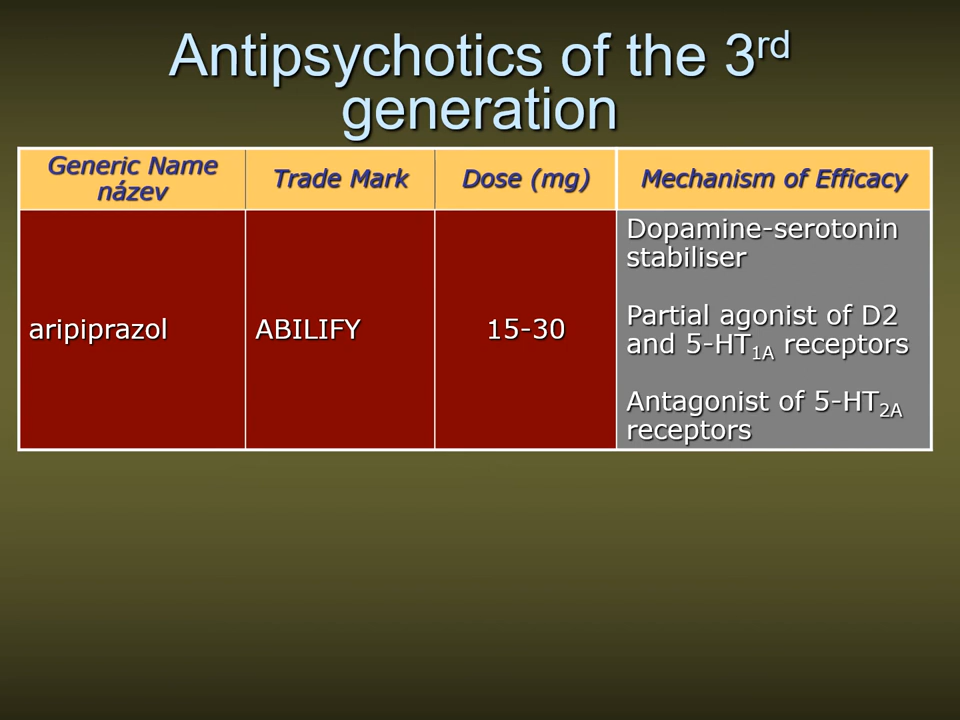 Antipsychotics of the 3rd
generation
Generic Name
název
Trade Mark
Dose (mg)
Mechanism of Efficacy
aripiprazol
ABILIFY
15-30
Dopamine-serotonin
stabiliser
Partial agonist of D2
and 5-HT1A receptors
Antagonist of 5-HT2A
receptors